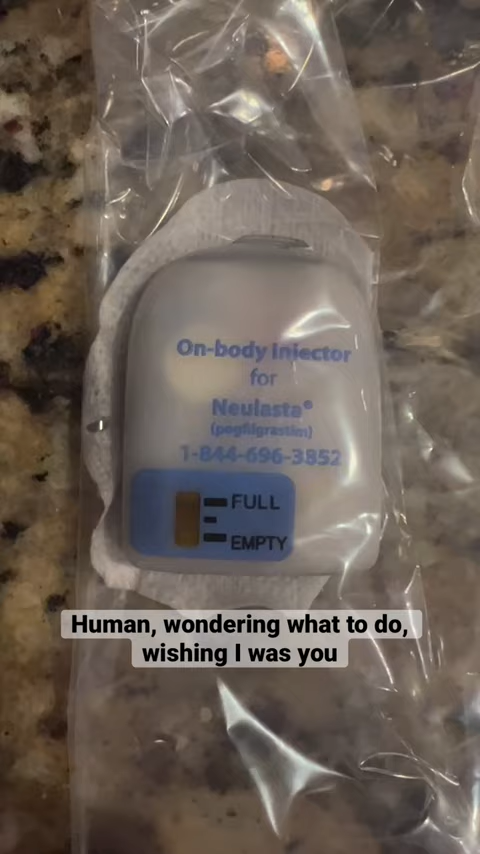 On-body Injector
for
Neulasta®
(pegfilgrastim)
1-844-696-3852
FULL
EMPTY
Human, wondering what to do,
wishing I was you